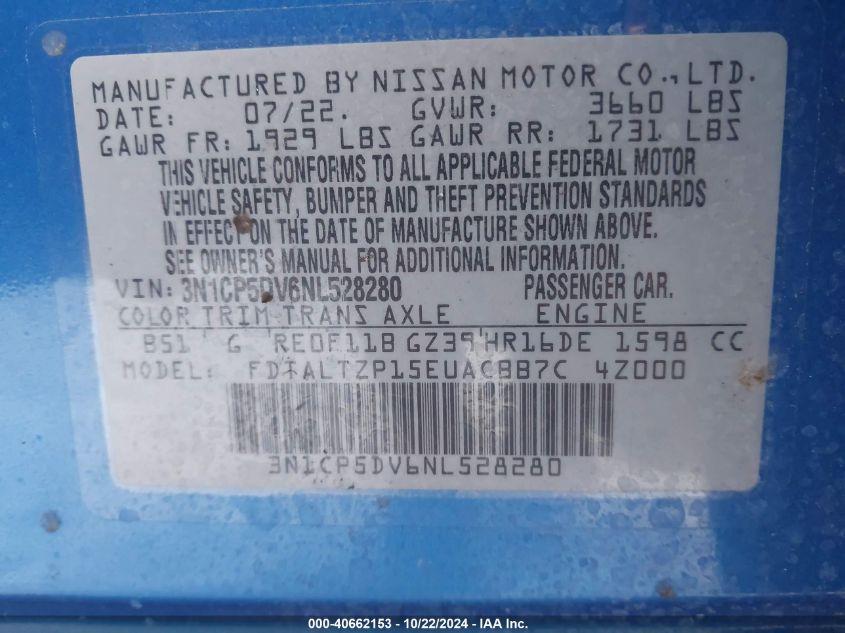 MANUFACTURED BY NISSAN MOTOR CO.,LTD.
DATE: 07/22. GVWR: 3660 LBS
GAWR FR: 1929 LBS GAWR RR: 1731 LBS
THIS VEHICLE CONFORMS TO ALL APPLICABLE FEDERAL MOTOR
VEHICLE SAFETY, BUMPER AND THEFT PREVENTION STANDARDS
IN EFFECT ON THE DATE OF MANUFACTURE SHOWN ABOVE.
SEE OWNER'S MANUAL FOR ADDITIONAL INFORMATION.
VIN: 3N1CP5DV6NL528280 PASSENGER CAR
COLOR TRIM TRANS AXLE ENGINE
B51 G RE0F11B GZ39 HR16DE 1598 CC
MODEL: FDTALTZP15EUACBB7C 4Z000
3N1CP5DV6NL528280
000-40662153 - 10/22/2024 - IAA, Inc.